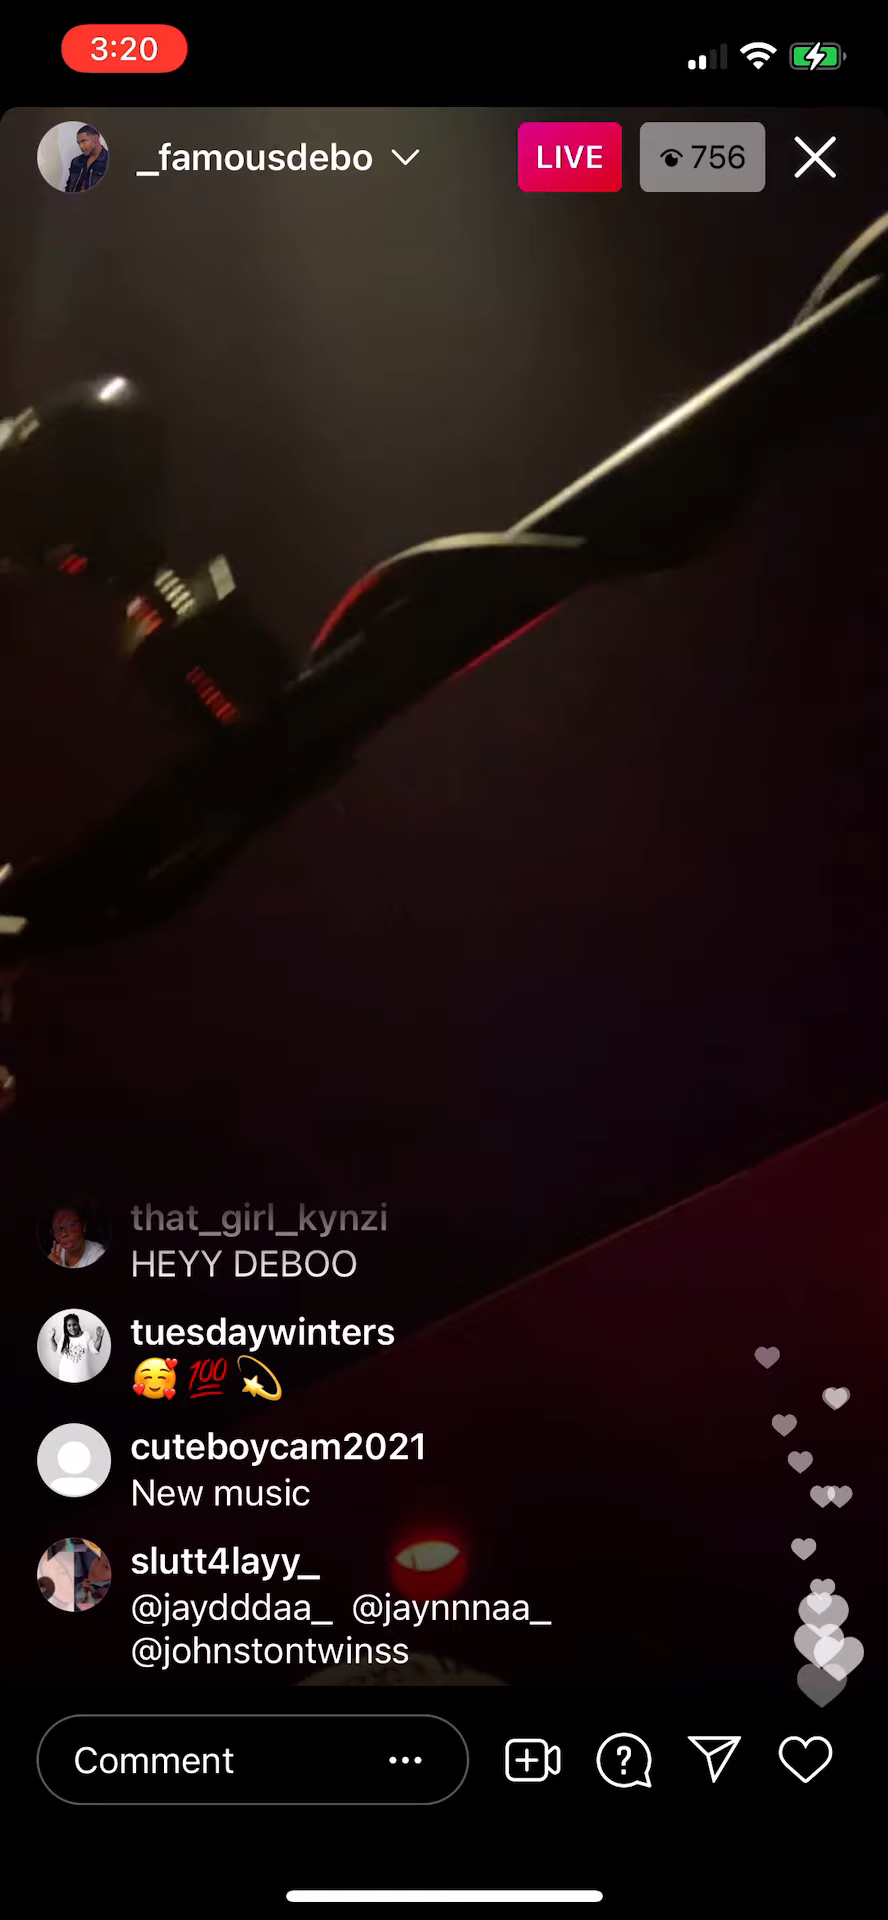 3:20
_famousdebo LIVE 756
that_girl_kynzi
HEYY DEBOO
tuesdaywinters
🥰 💯 💫
cuteboycam2021
New music
slutt4layy_
@jaydddaa_ @jaynnnaa_
@johnstontwinss
Comment